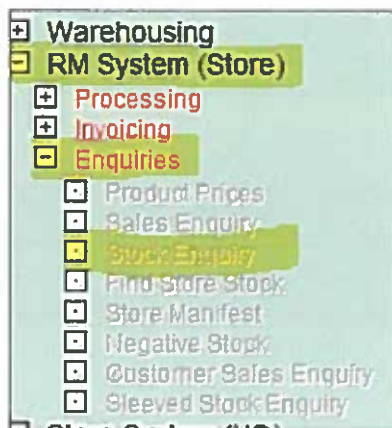 Warehousing
RM System (Store)
Processing
Invoicing
Enquiries
Product Prices
Sales Enquiry
Stock Enquiry
Find Store Stock
Store Manifest
Negative Stock
Customer Sales Enquiry
Sleeved Stock Enquiry